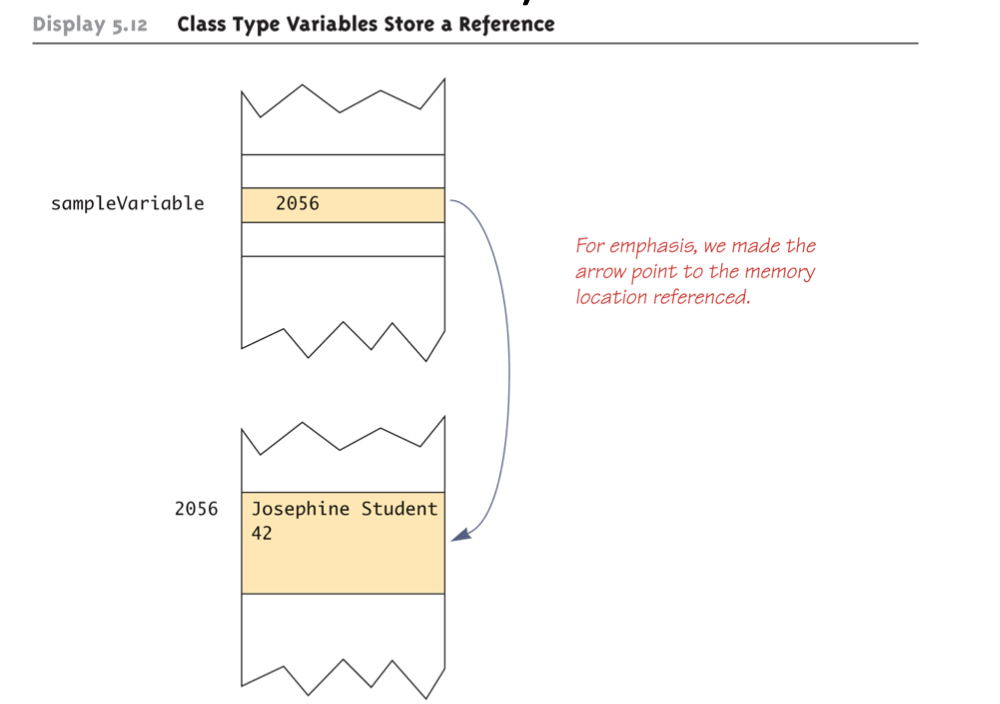 Display 5.12 Class Type Variables Store a Reference
sampleVariable 2056
For emphasis, we made the
arrow point to the memory
location referenced.
2056 Josephine Student
42